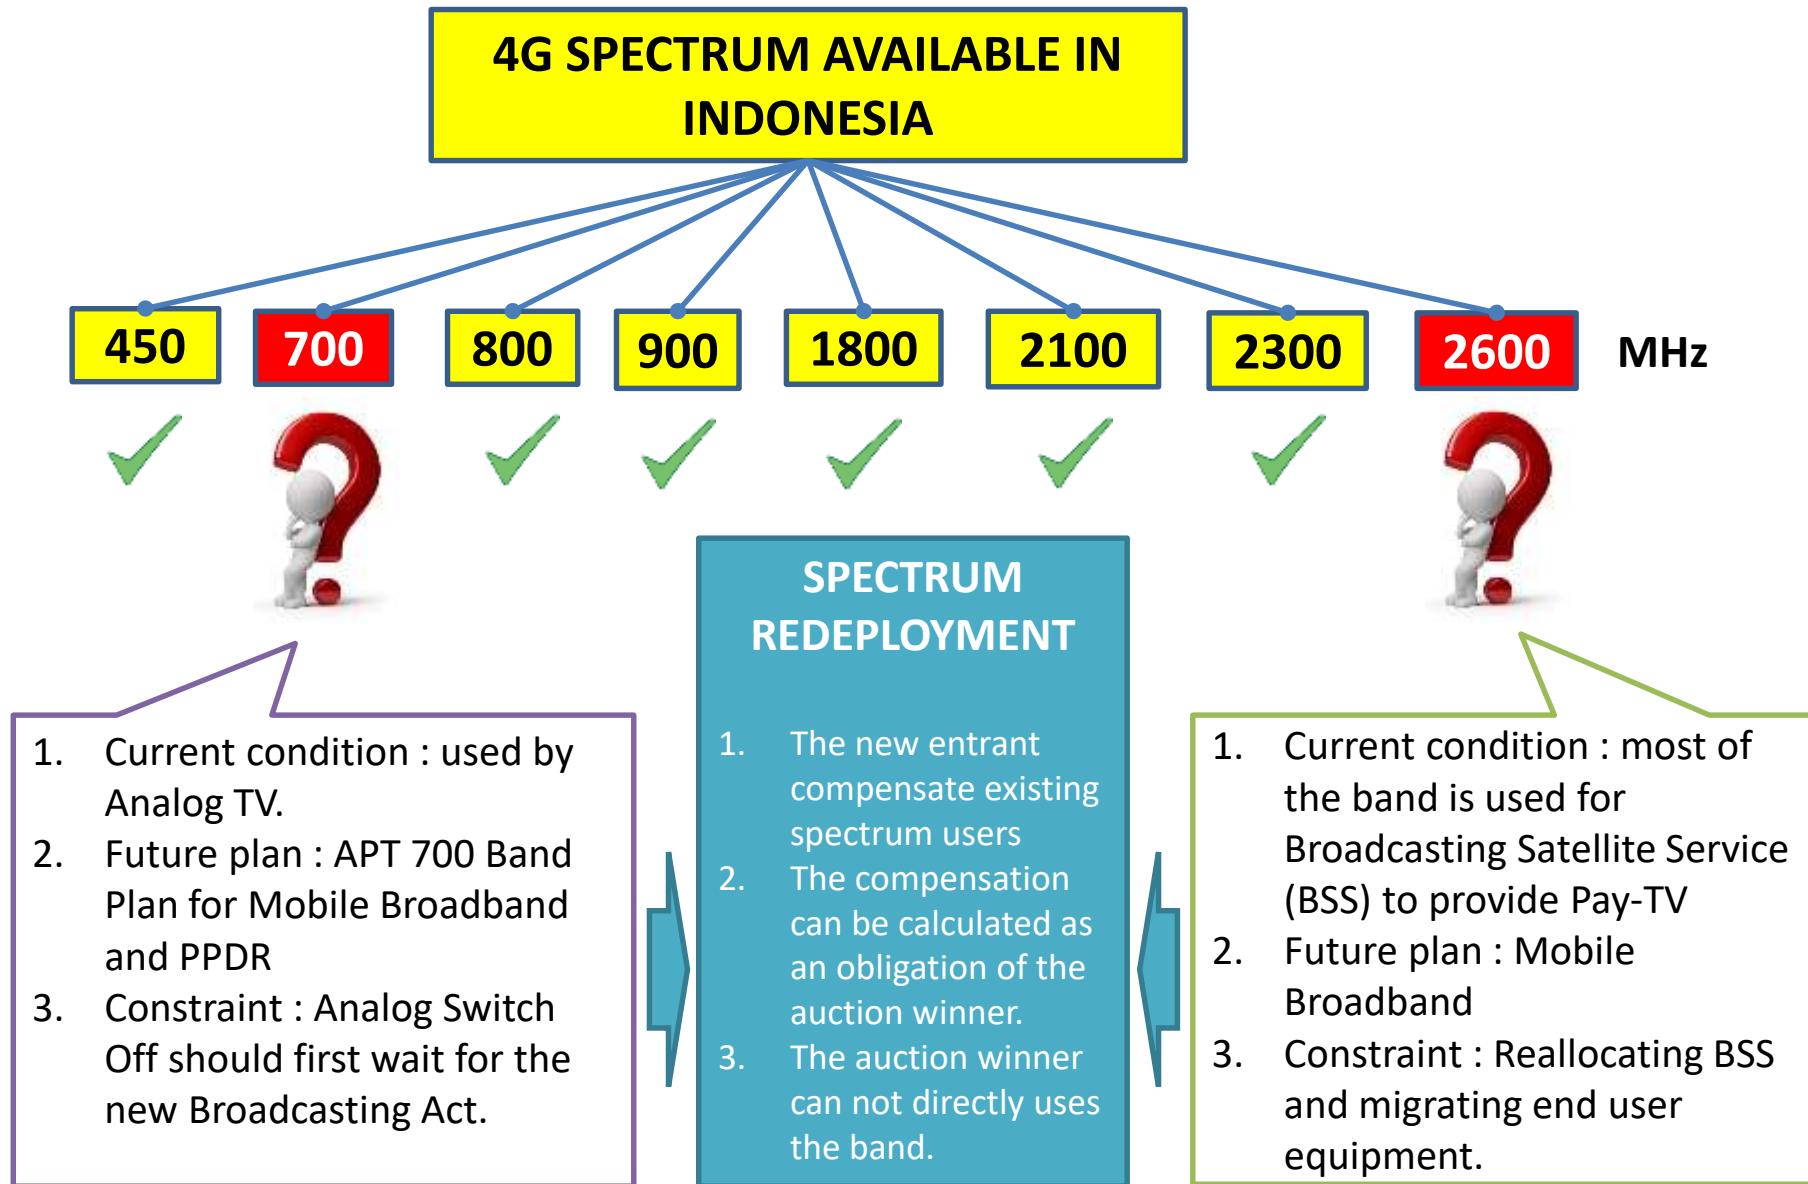 4G SPECTRUM AVAILABLE IN
INDONESIA
450 700 800 900 1800 2100 2300 2600 MHz
1. Current condition : used by
Analog TV.
2. Future plan : APT 700 Band
Plan for Mobile Broadband
and PPDR
3. Constraint : Analog Switch
Off should first wait for the
new Broadcasting Act.
SPECTRUM
REDEPLOYMENT
1. The new entrant
compensate existing
spectrum users
2. The compensation
can be calculated as
an obligation of the
auction winner.
3. The auction winner
can not directly uses
the band.
1. Current condition : most of
the band is used for
Broadcasting Satellite Service
(BSS) to provide Pay-TV
2. Future plan : Mobile
Broadband
3. Constraint : Reallocating BSS
and migrating end user
equipment.